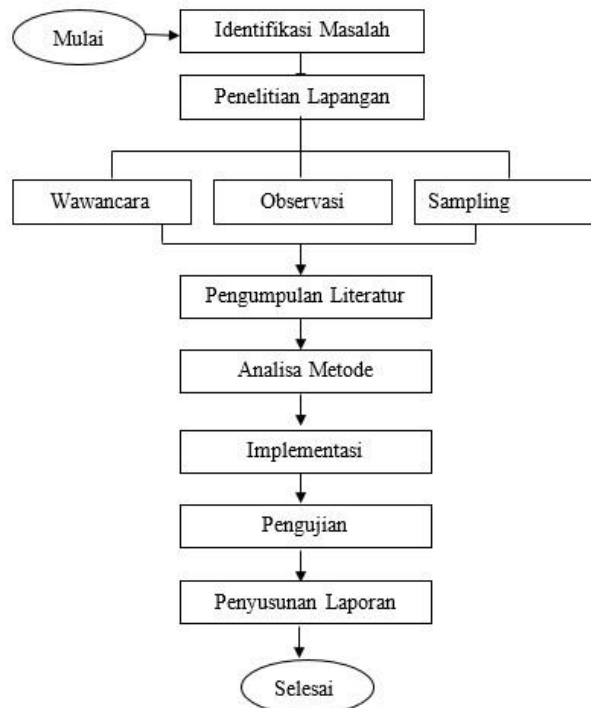 Mulai
Identifikasi Masalah
Penelitian Lapangan
Wawancara
Observasi
Sampling
Pengumpulan Literatur
Analisa Metode
Implementasi
Pengujian
Penyusunan Laporan
Selesai